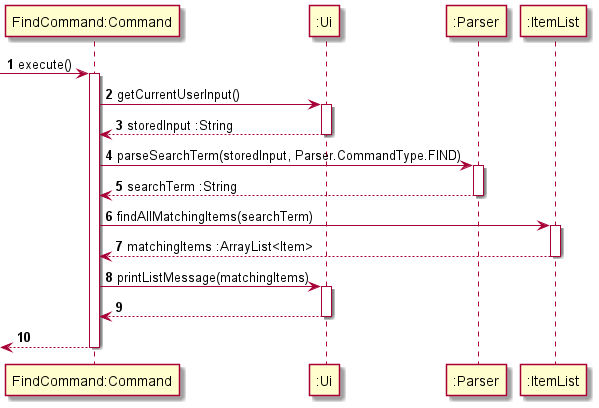 FindCommand:Command :Ui :Parser :ItemList
1 execute()
2 getCurrentUserInput()
3 storedInput :String
4 parseSearchTerm(storedInput, Parser.CommandType.FIND)
5 searchTerm :String
6 findAllMatchingItems(searchTerm)
7 matchingItems :ArrayList<Item>
8 printListMessage(matchingItems)
9
10
FindCommand:Command :Ui :Parser :ItemList